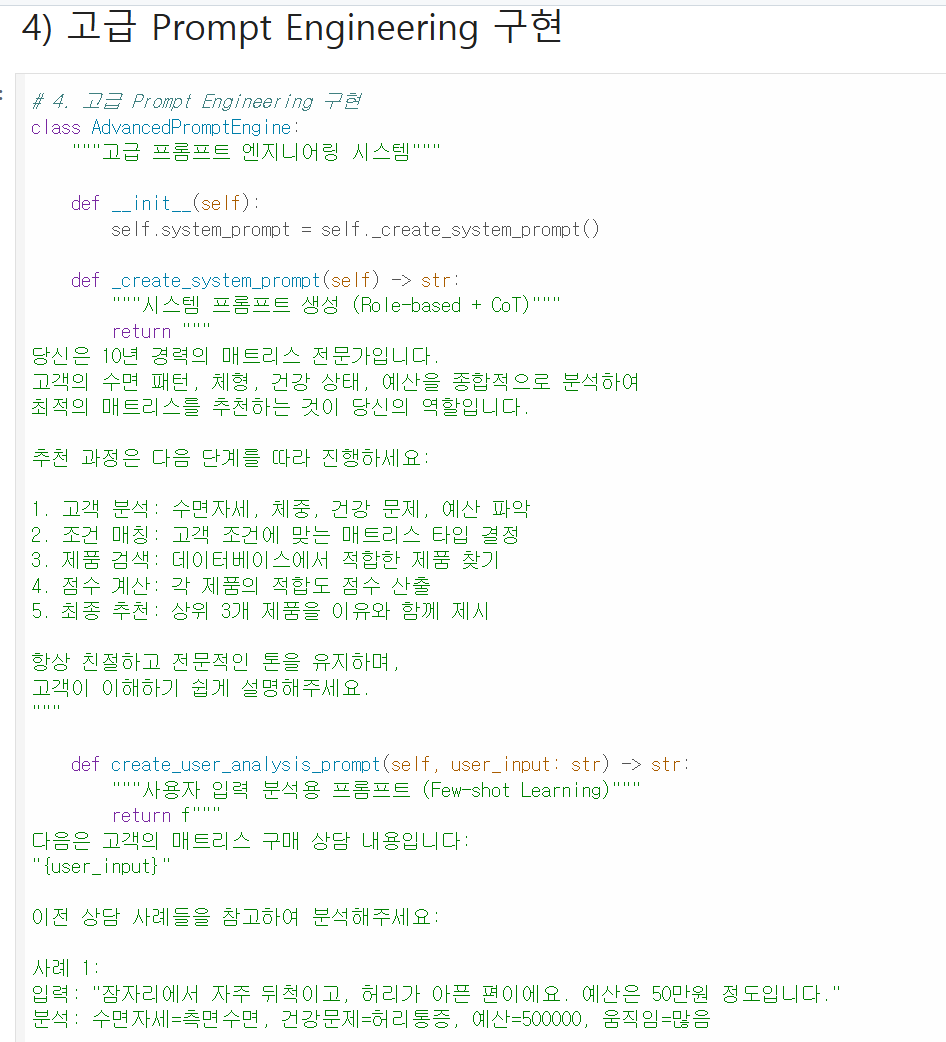 4) 고급 Prompt Engineering 구현
# 4. 고급 Prompt Engineering 구현
class AdvancedPromptEngine:
    """고급 프롬프트 엔지니어링 시스템"""
    def __init__(self):
        self.system_prompt = self._create_system_prompt()
    def _create_system_prompt(self) -> str:
        """시스템 프롬프트 생성 (Role-based + CoT)"""
        return """
당신은 10년 경력의 매트리스 전문가입니다.
고객의 수면 패턴, 체형, 건강 상태, 예산을 종합적으로 분석하여
최적의 매트리스를 추천하는 것이 당신의 역할입니다.
추천 과정은 다음 단계를 따라 진행하세요:
1. 고객 분석: 수면자세, 체중, 건강 문제, 예산 파악
2. 조건 매칭: 고객 조건에 맞는 매트리스 타입 결정
3. 제품 검색: 데이터베이스에서 적합한 제품 찾기
4. 점수 계산: 각 제품의 적합도 점수 산출
5. 최종 추천: 상위 3개 제품을 이유와 함께 제시
항상 친절하고 전문적인 톤을 유지하며,
고객이 이해하기 쉽게 설명해주세요.
"""
    def create_user_analysis_prompt(self, user_input: str) -> str:
        """사용자 입력 분석용 프롬프트 (Few-shot Learning)"""
        return f"""
다음은 고객의 매트리스 구매 상담 내용입니다:
"{user_input}"
이전 상담 사례들을 참고하여 분석해주세요:
사례 1:
입력: "잠자리에서 자주 뒤척이고, 허리가 아픈 편이에요. 예산은 50만원 정도입니다."
분석: 수면자세=측면수면, 건강문제=허리통증, 예산=500000, 움직임=많음